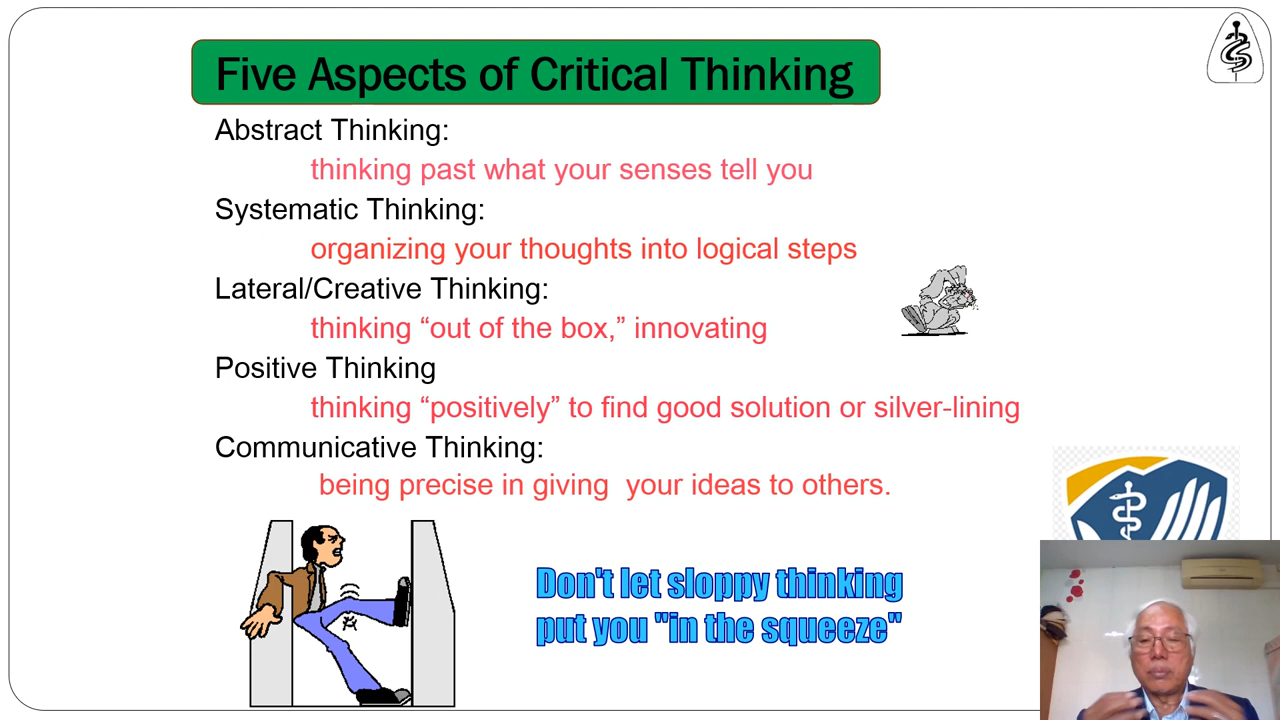 Five Aspects of Critical Thinking
Abstract Thinking:
thinking past what your senses tell you
Systematic Thinking:
organizing your thoughts into logical steps
Lateral/Creative Thinking:
thinking “out of the box,” innovating
Positive Thinking
thinking “positively” to find good solution or silver-lining
Communicative Thinking:
being precise in giving  your ideas to others.
Don't let sloppy thinking
put you "in the squeeze"